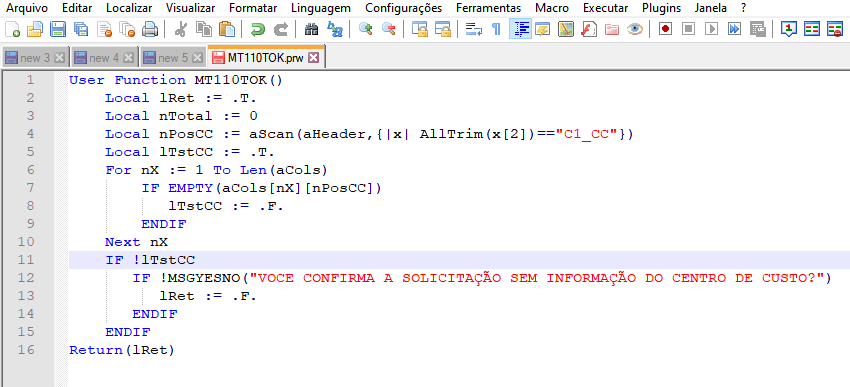 Arquivo Editar Localizar Visualizar Formatar Linguagem Configurações Ferramentas Macro Executar Plugins Janela ?
new 3 new 4 new 5 MT110TOK.prw
1 User Function MT110TOK()
2 Local lRet := .T.
3 Local nTotal := 0
4 Local nPosCC := aScan(aHeader,{|x| AllTrim(x[2])=="C1_CC"})
5 Local lTstCC := .T.
6 For nX := 1 To Len(aCols)
7 IF EMPTY(aCols[nX][nPosCC])
8 lTstCC := .F.
9 ENDIF
10 Next nX
11 IF !lTstCC
12 IF !MSGYESNO("VOCE CONFIRMA A SOLICITAÇÃO SEM INFORMAÇÃO DO CENTRO DE CUSTO?")
13 lRet := .F.
14 ENDIF
15 ENDIF
16 Return(lRet)